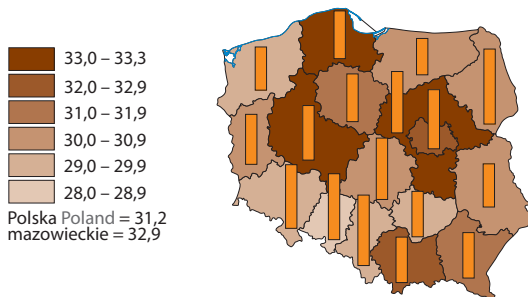 33,0 – 33,3
32,0 – 32,9
31,0 – 31,9
30,0 – 30,9
29,0 – 29,9
28,0 – 28,9
Polska Poland = 31,2
mazowieckie = 32,9